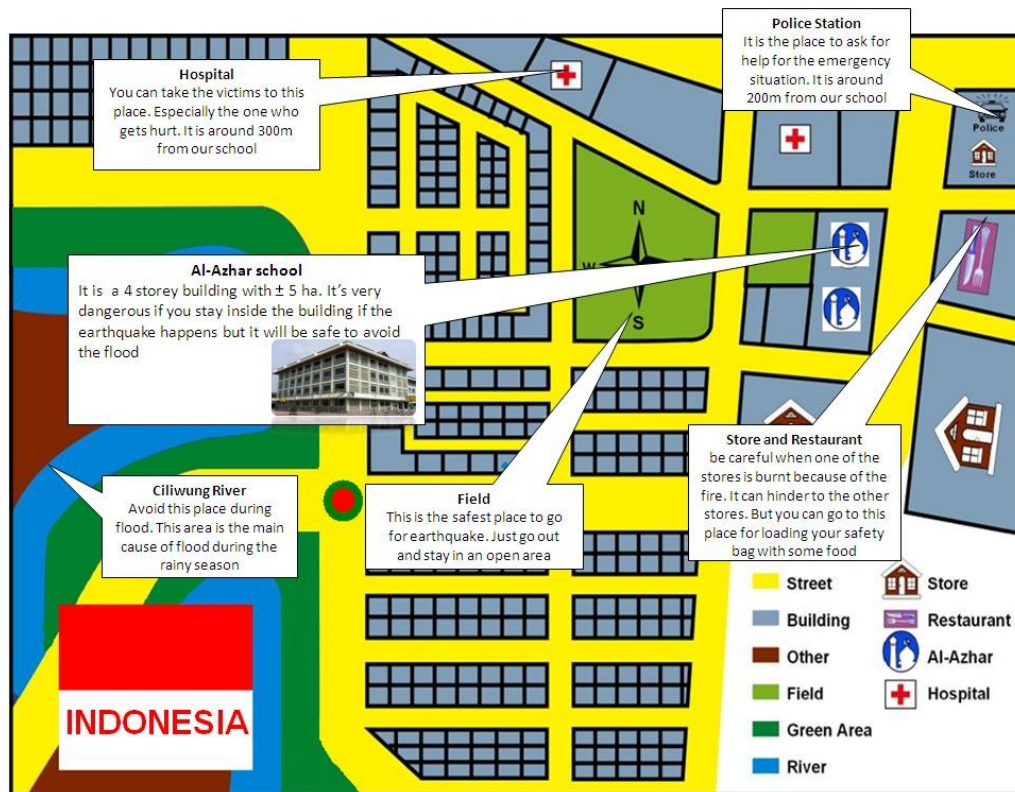 Police Station
It is the place to ask for
help for the emergency
situation. It is around
200m from our school
Hospital
You can take the victims to this
place. Especially the one who
gets hurt. It is around 300m
from our school
Police
Store
N
S
Al-Azhar school
It is a 4 storey building with ± 5 ha. It's very
dangerous if you stay inside the building if the
earthquake happens but it will be safe to avoid
the flood
Store and Restaurant
be careful when one of the
stores is burnt because of the
fire. It can hinder to the other
stores. But you can go to this
place for loading your safety
bag with some food
Ciliwung River
Avoid this place during
flood. This area is the main
cause of flood during the
rainy season
Field
This is the safest place to go
for earthquake. Just go out
and stay in an open area
INDONESIA
Street
Building
Other
Field
Green Area
River
Store
Restaurant
Al-Azhar
Hospital